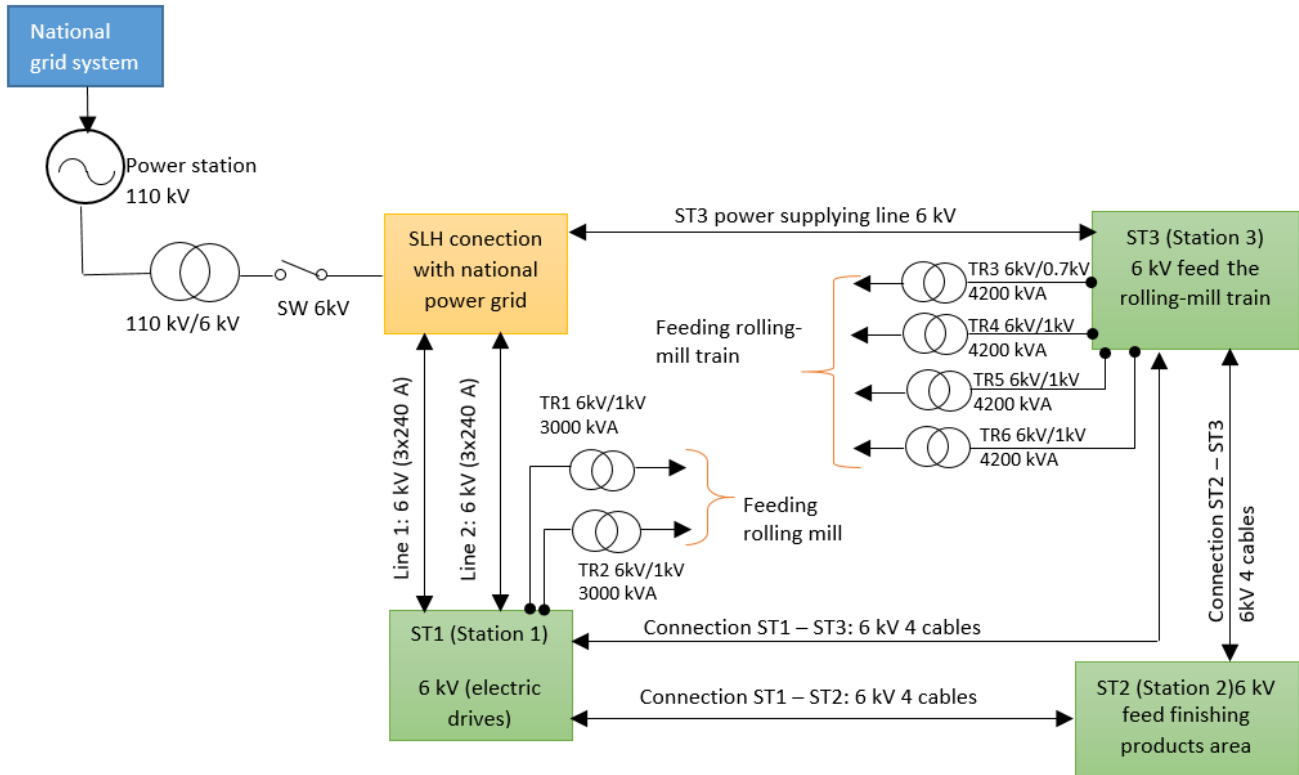 National
grid system
Power station
110 kV
110 kV/6 kV
SW 6kV
SLH conection
with national
power grid
ST3 power supplying line 6 kV
ST3 (Station 3)
6 kV feed the
rolling-mill train
TR3 6kV/0.7kV
4200 kVA
TR4 6kV/1kV
4200 kVA
TR5 6kV/1kV
4200 kVA
TR6 6kV/1kV
4200 kVA
Feeding rolling-
mill train
Line 1: 6 kV (3x240 A)
Line 2: 6 kV (3x240 A)
TR1 6kV/1kV
3000 kVA
TR2 6kV/1kV
3000 kVA
Feeding
rolling mill
Connection ST2 – ST3
6kV 4 cables
ST1 (Station 1)
6 kV (electric
drives)
Connection ST1 – ST3: 6 kV 4 cables
Connection ST1 – ST2: 6 kV 4 cables
ST2 (Station 2)6 kV
feed finishing
products area